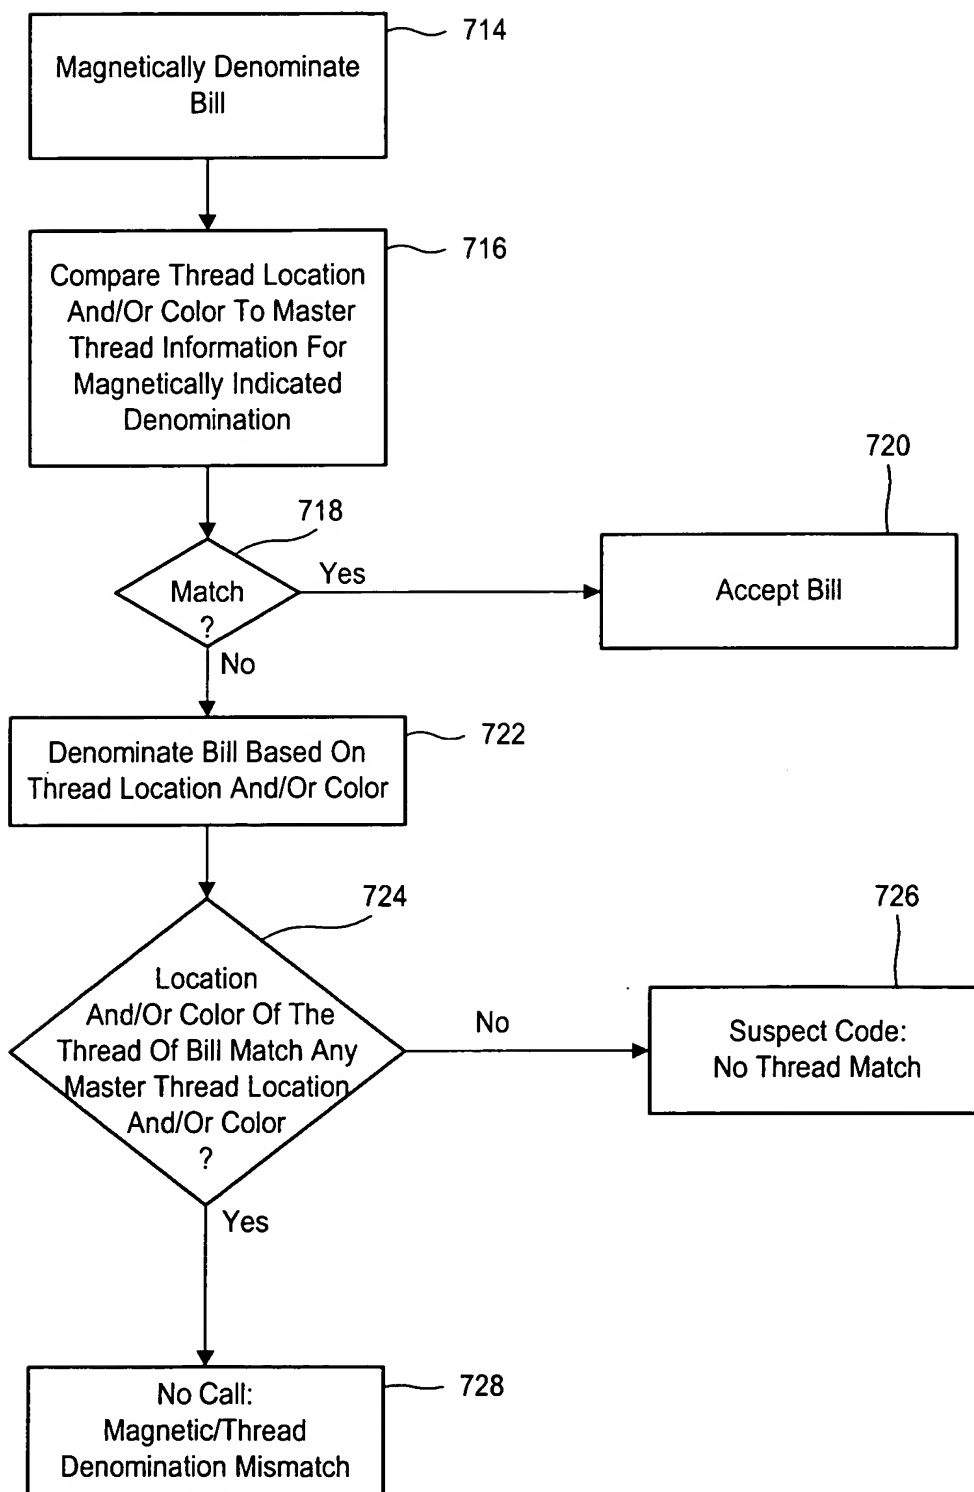 714
Magnetically Denominate
Bill
716
Compare Thread Location
And/Or Color To Master
Thread Information For
Magnetically Indicated
Denomination
718
720
Match
?
Yes
Accept Bill
No
722
Denominate Bill Based On
Thread Location And/Or Color
724
726
Location
And/Or Color Of The
Thread Of Bill Match Any
Master Thread Location
And/Or Color
?
No
Suspect Code:
No Thread Match
Yes
728
No Call:
Magnetic/Thread
Denomination Mismatch